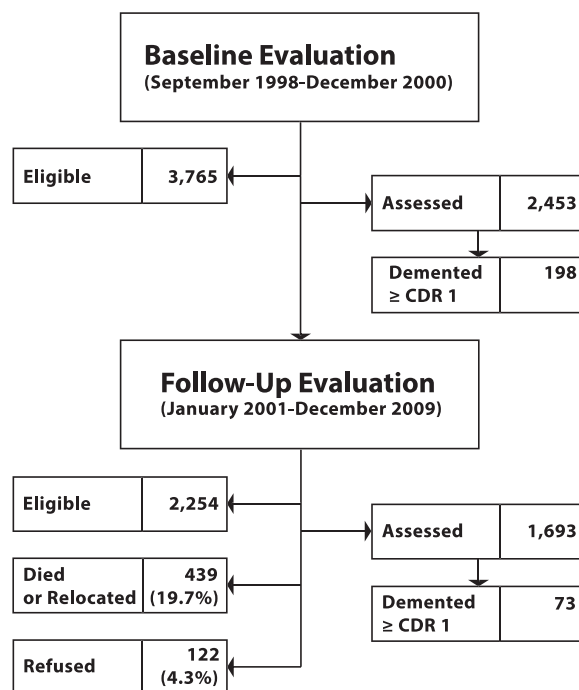 Baseline Evaluation
(September 1998-December 2000)
Eligible 3,765
Assessed 2,453
Demented 198
≥ CDR 1
Follow-Up Evaluation
(January 2001-December 2009)
Eligible 2,254
Assessed 1,693
Died 439
or Relocated (19.7%)
Demented 73
≥ CDR 1
Refused 122
(4.3%)